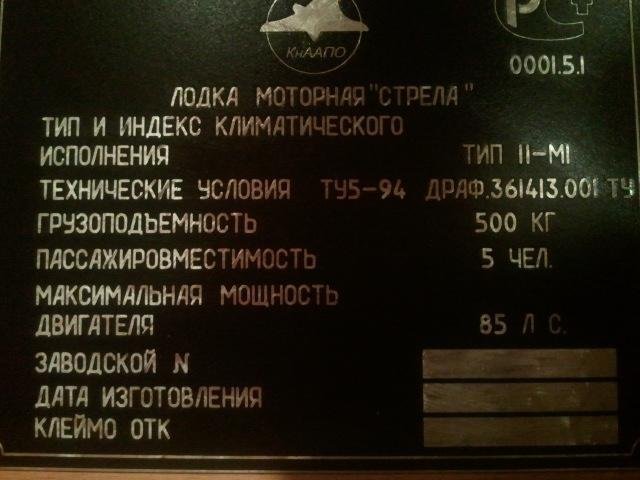 КнААПО
0001.5.1
ЛОДКА МОТОРНАЯ "СТРЕЛА"
ТИП И ИНДЕКС КЛИМАТИЧЕСКОГО
ИСПОЛНЕНИЯ ТИП II-М1
ТЕХНИЧЕСКИЕ УСЛОВИЯ ТУ5-94 ДРАФ.361413.001 ТУ
ГРУЗОПОДЪЕМНОСТЬ 500 КГ
ПАССАЖИРОВМЕСТИМОСТЬ 5 ЧЕЛ.
МАКСИМАЛЬНАЯ МОЩНОСТЬ
ДВИГАТЕЛЯ 85 Л С.
ЗАВОДСКОЙ N
ДАТА ИЗГОТОВЛЕНИЯ
КЛЕЙМО ОТК